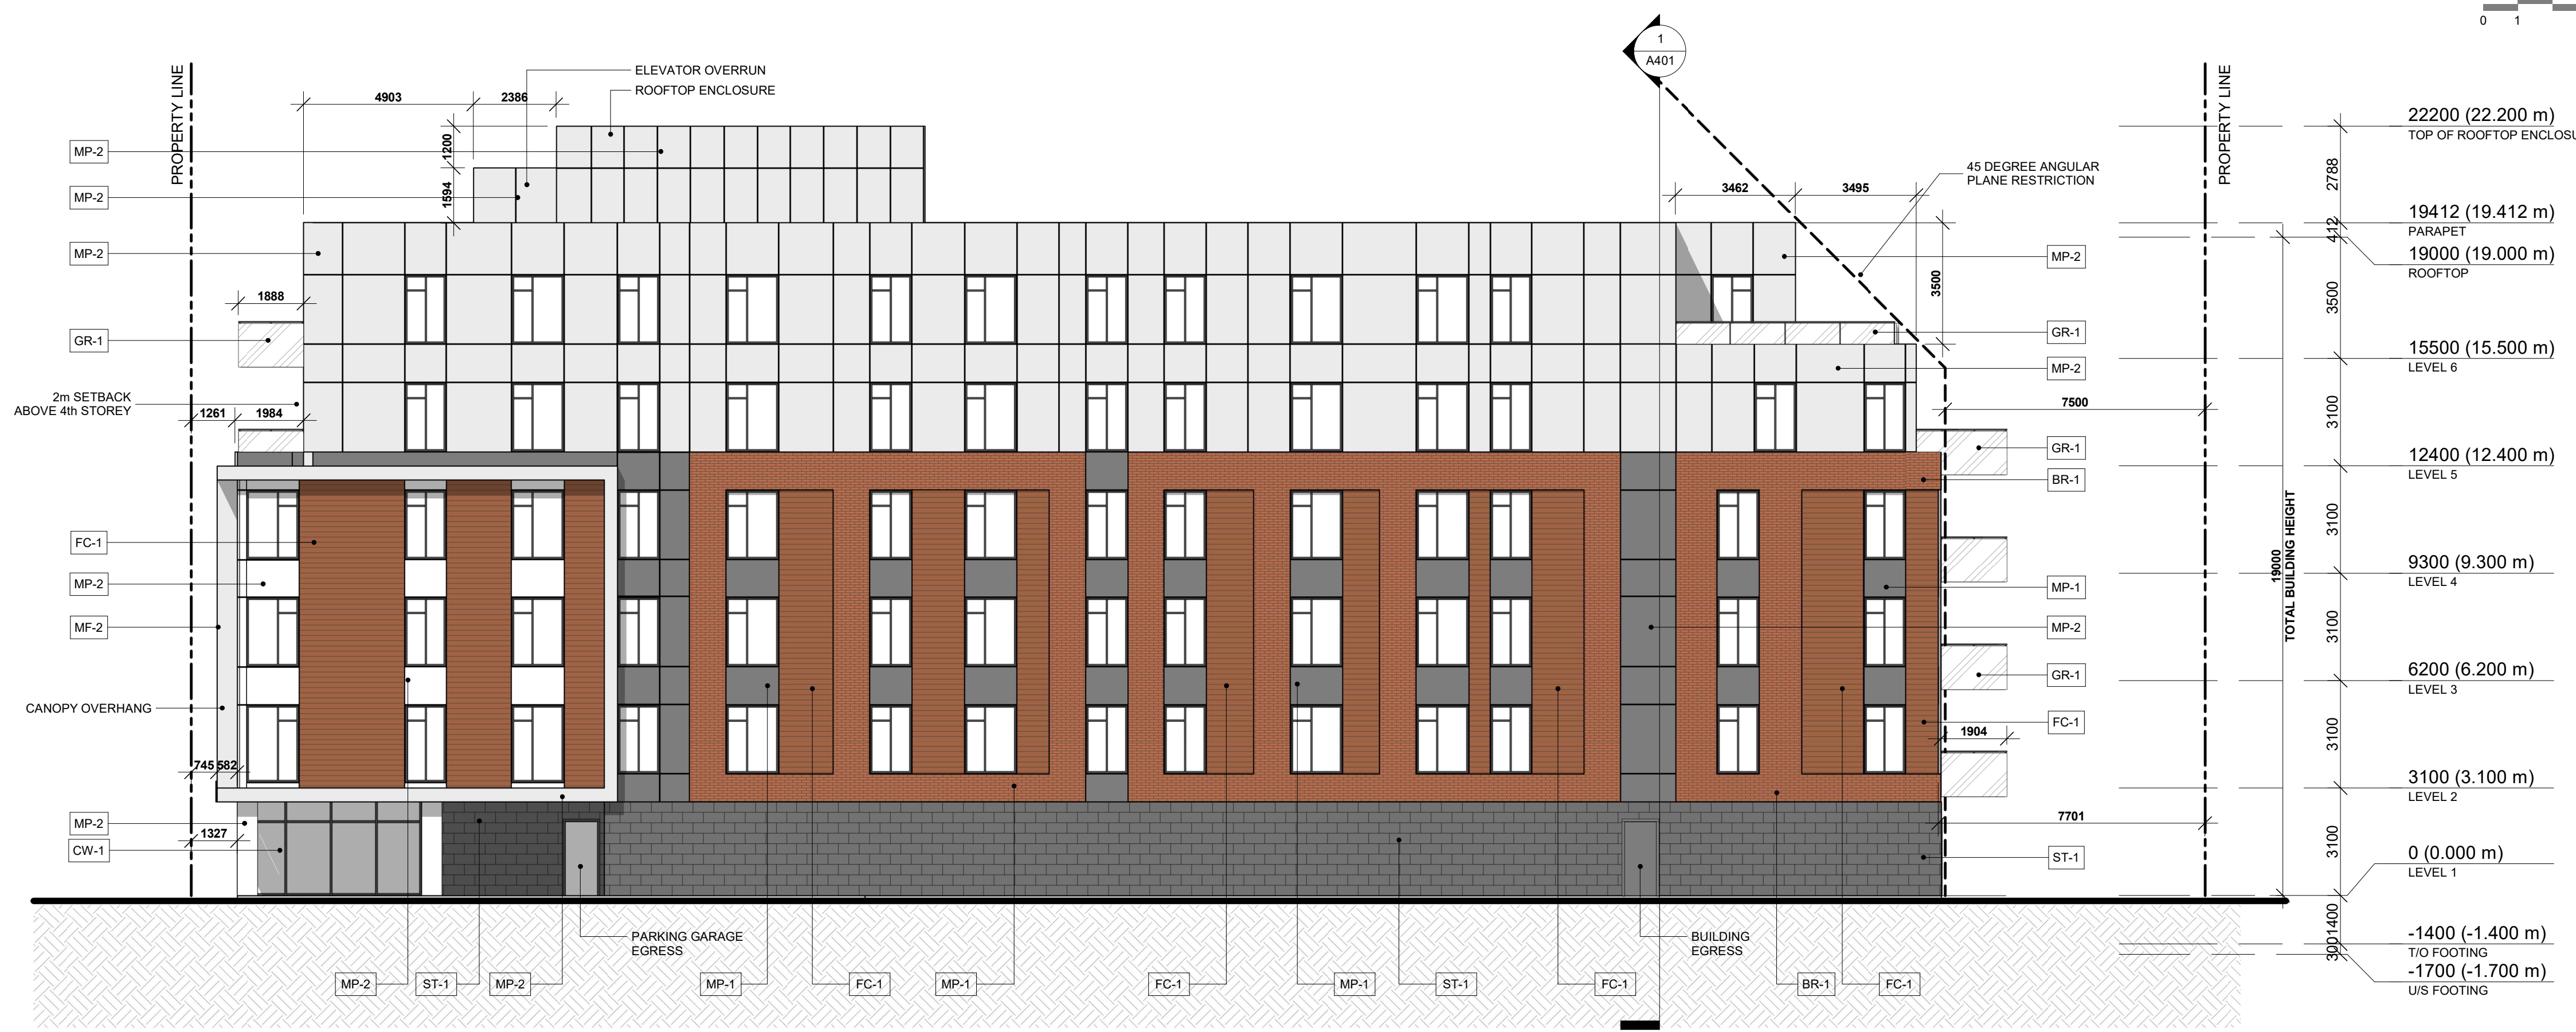 0 1
1
A401
PROPERTY LINE
ELEVATOR OVERRUN
ROOFTOP ENCLOSURE
4903
2386
1200
1594
MP-2
MP-2
MP-2
1888
GR-1
2m SETBACK
ABOVE 4th STOREY
1261
1984
FC-1
MP-2
MF-2
CANOPY OVERHANG
745
582
MP-2
1327
CW-1
PARKING GARAGE
EGRESS
BUILDING
EGRESS
MP-2
ST-1
MP-2
MP-1
FC-1
MP-1
FC-1
MP-1
ST-1
FC-1
BR-1
FC-1
45 DEGREE ANGULAR
PLANE RESTRICTION
3462
3495
3500
MP-2
GR-1
MP-2
7500
GR-1
BR-1
MP-1
MP-2
GR-1
FC-1
1904
7701
ST-1
PROPERTY LINE
19000
TOTAL BUILDING HEIGHT
2788
412
3500
3100
3100
3100
3100
3100
1400
300
22200 (22.200 m)
TOP OF ROOFTOP ENCLOSU
19412 (19.412 m)
PARAPET
19000 (19.000 m)
ROOFTOP
15500 (15.500 m)
LEVEL 6
12400 (12.400 m)
LEVEL 5
9300 (9.300 m)
LEVEL 4
6200 (6.200 m)
LEVEL 3
3100 (3.100 m)
LEVEL 2
0 (0.000 m)
LEVEL 1
-1400 (-1.400 m)
T/O FOOTING
-1700 (-1.700 m)
U/S FOOTING